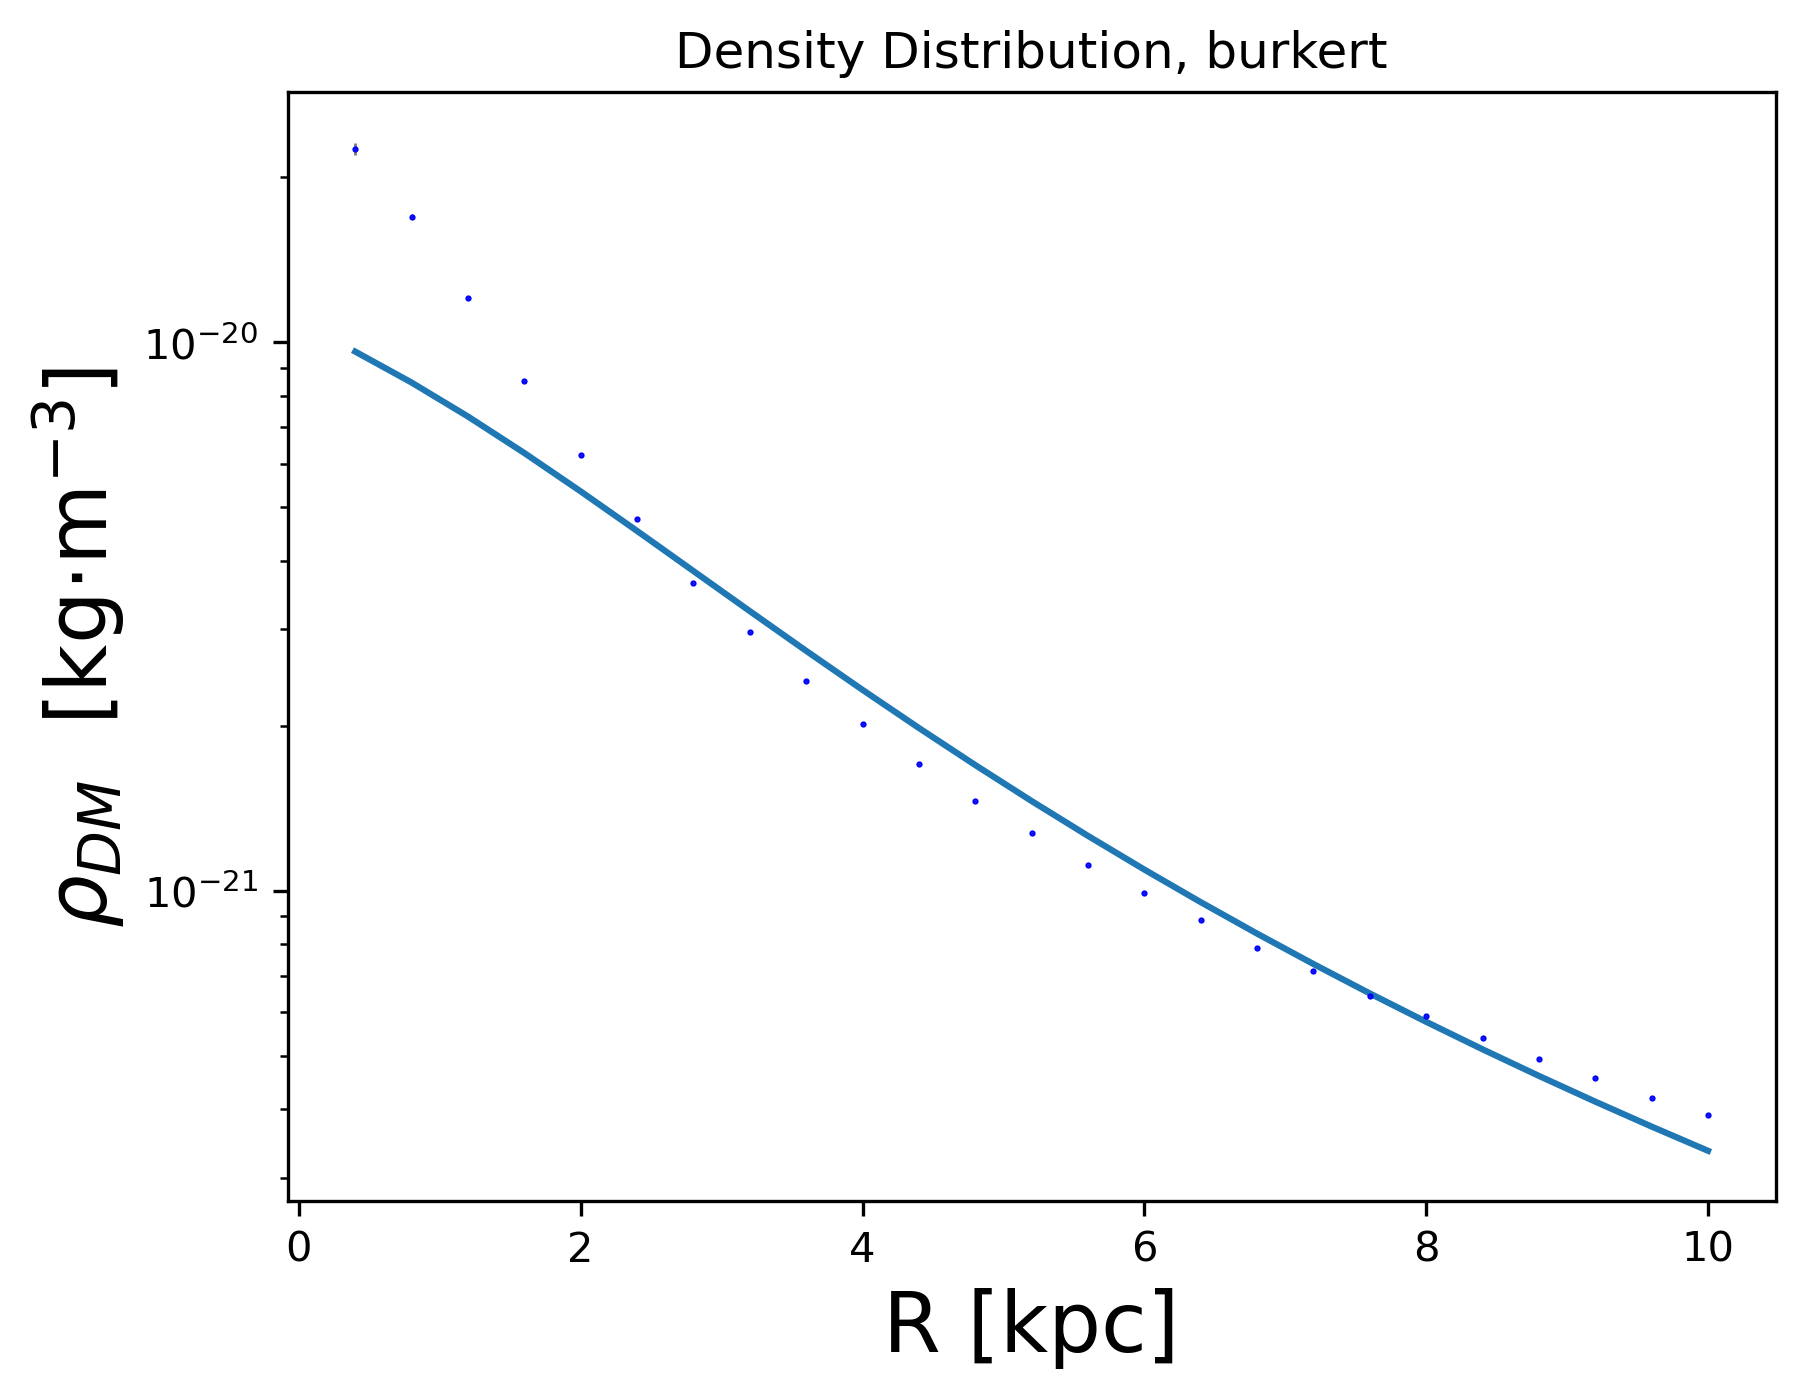 Density Distribution, burkert
10⁻²⁰
10⁻²¹
ρ_DM [kg·m⁻³]
0 2 4 6 8 10
R [kpc]